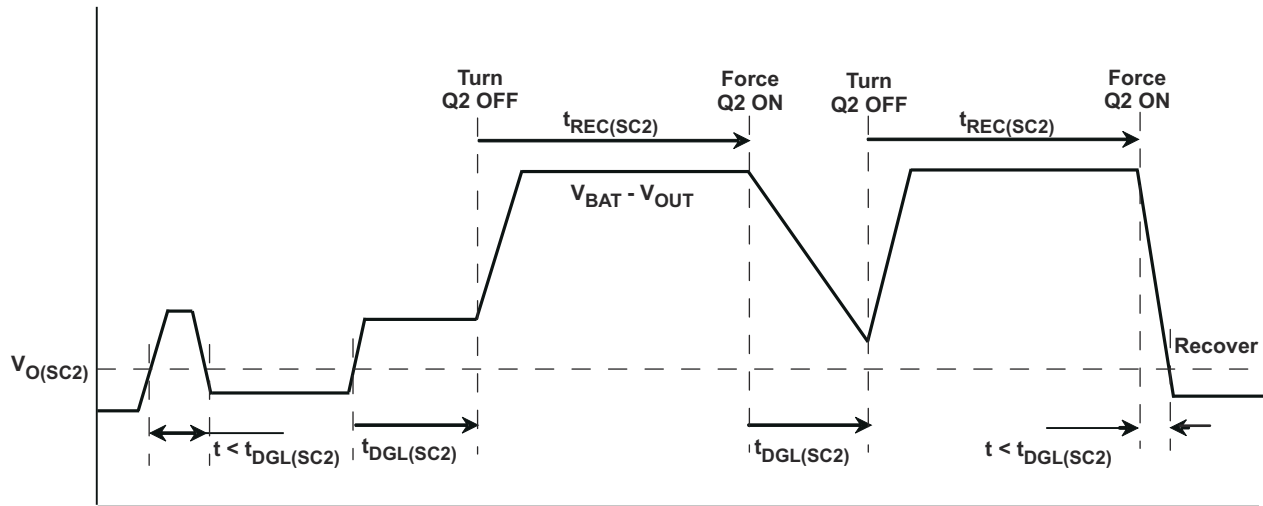 Turn
Q2 OFF
Force
Q2 ON
Turn
Q2 OFF
Force
Q2 ON
tREC(SC2)
tREC(SC2)
VBAT - VOUT
VO(SC2)
Recover
t < tDGL(SC2)
tDGL(SC2)
tDGL(SC2)
t < tDGL(SC2)